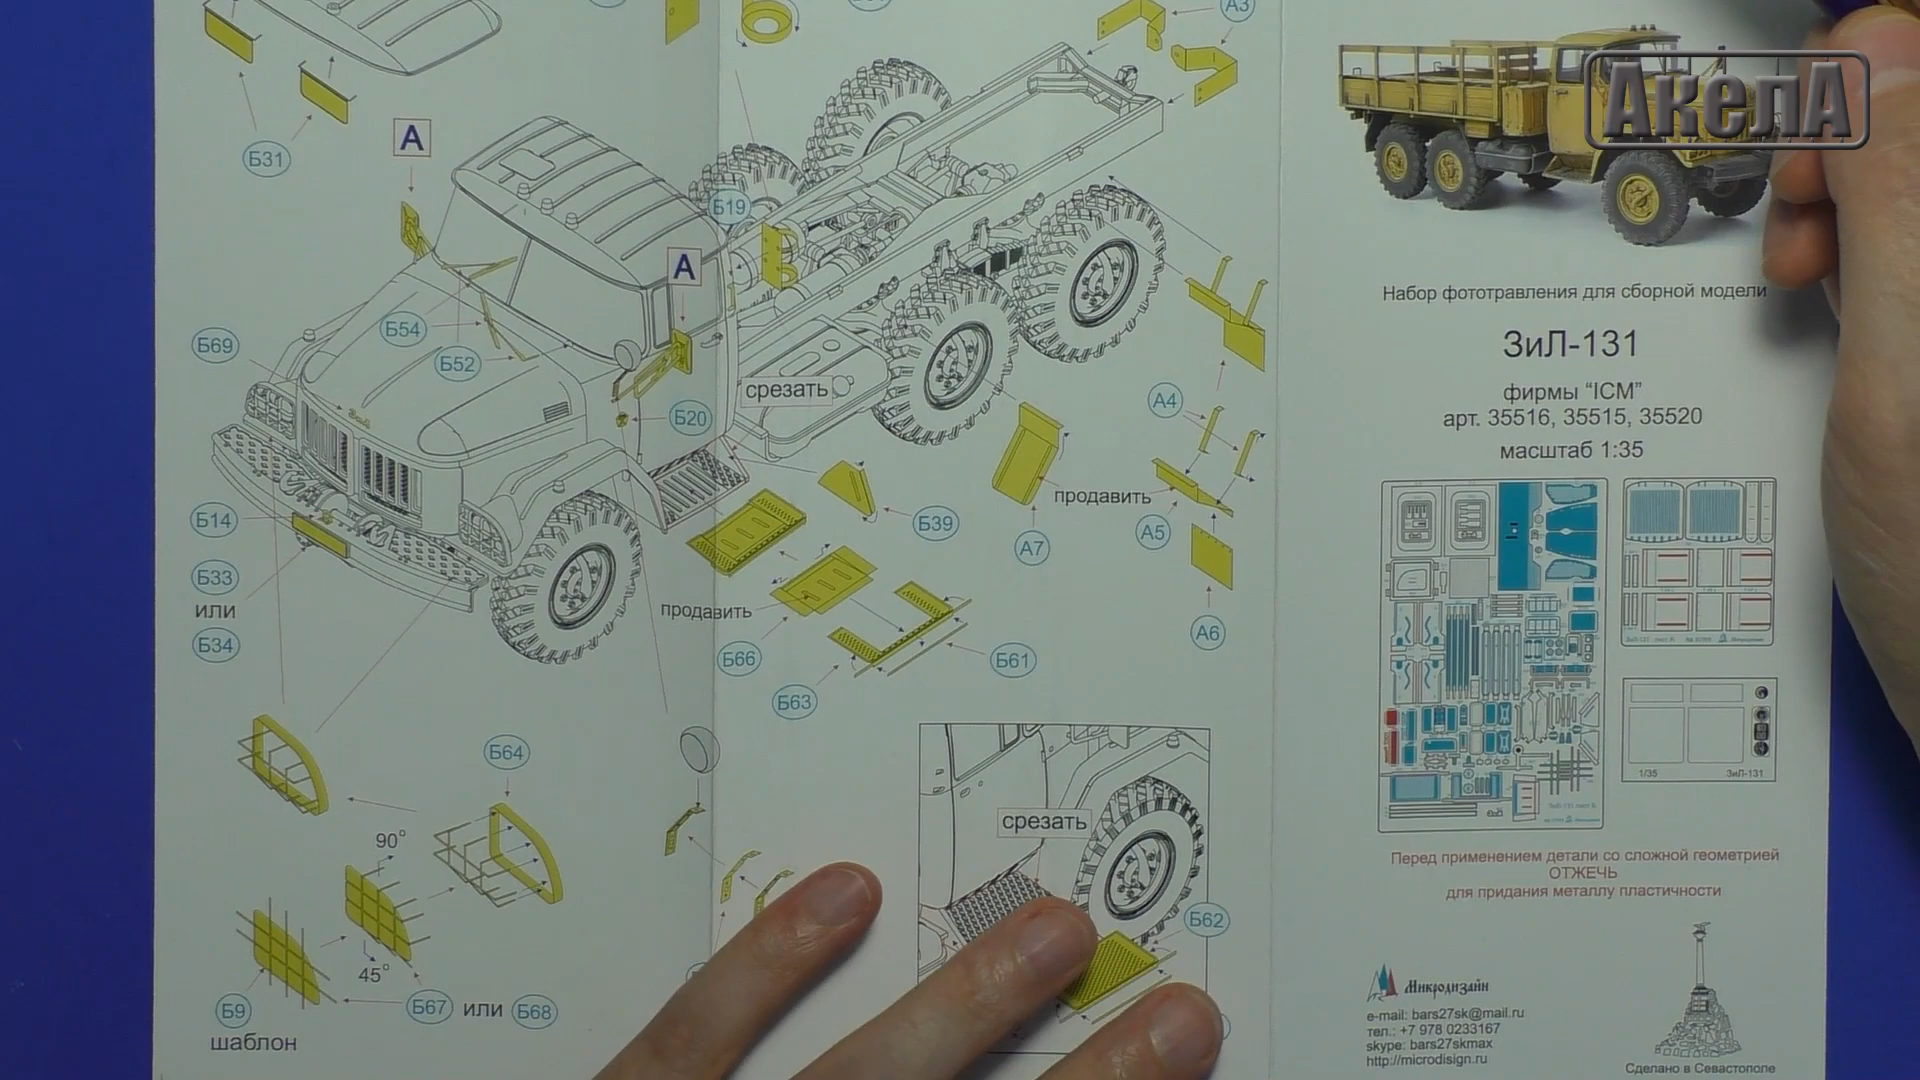 А3
Б31
А
АкелА
Б19
А
Набор фототравления для сборной модели
ЗиЛ-131
фирмы “ICM”
арт. 35516, 35515, 35520
масштаб 1:35
Б69
Б54
Б52
срезать
Б20
А4
продавить
Б14
Б39
А7
А5
Б33
или
Б34
продавить
Б66
Б63
Б61
А6
Б64
срезать
90°
45°
Б62
Б9
шаблон
Б67 или Б68
1/35
ЗиЛ-131
Перед применением детали со сложной геометрией
ОТЖЕЧЬ
для придания металлу пластичности
Микродизайн
e-mail: bars27sk@mail.ru
тел.: +7 978 0233167
skype: bars27skmax
http://microdisign.ru
Сделано в Севастополе